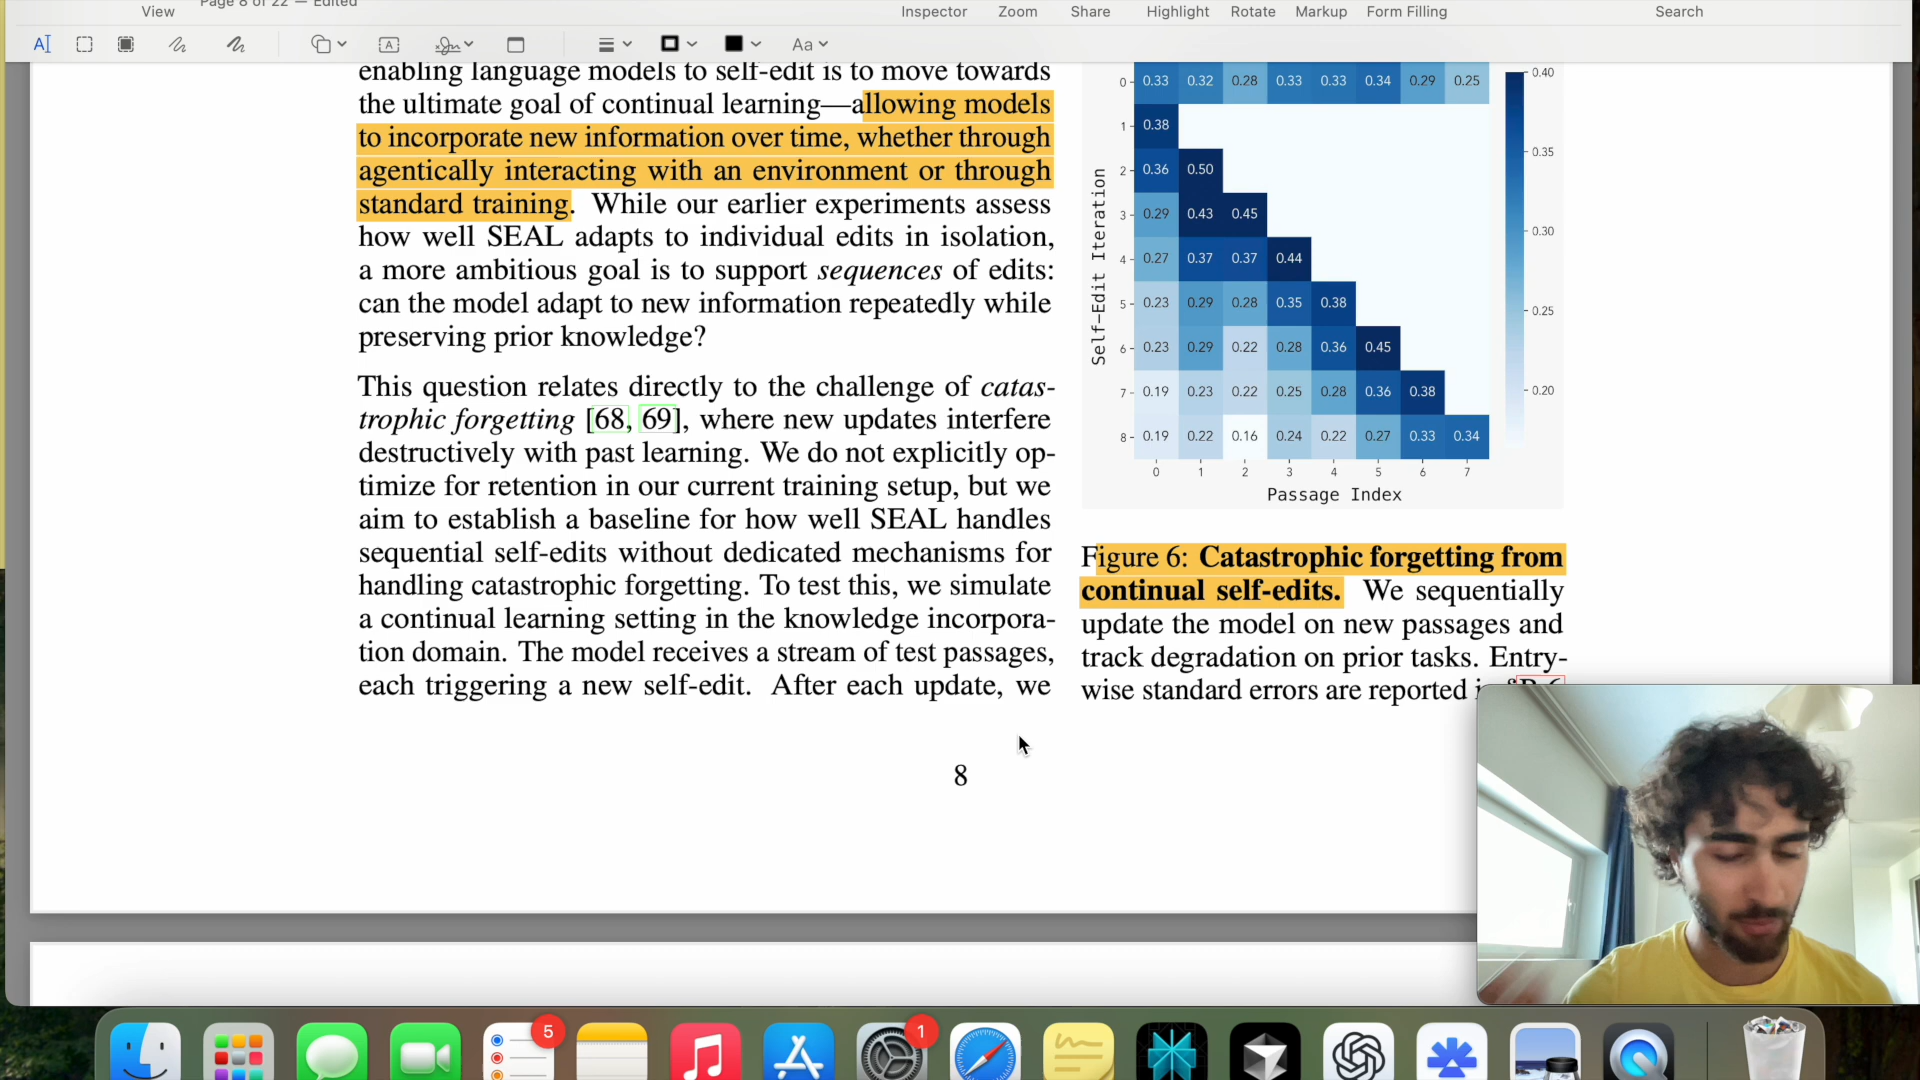 Page 8 of 22 — Edited
View
Inspector
Zoom
Share
Highlight
Rotate
Markup
Form Filling
Search
A
A
Aa
enabling language models to self-edit is to move towards
the ultimate goal of continual learning—allowing models
to incorporate new information over time, whether through
agentically interacting with an environment or through
standard training. While our earlier experiments assess
how well SEAL adapts to individual edits in isolation,
a more ambitious goal is to support sequences of edits:
can the model adapt to new information repeatedly while
preserving prior knowledge?
This question relates directly to the challenge of catas-
trophic forgetting [68, 69], where new updates interfere
destructively with past learning. We do not explicitly op-
timize for retention in our current training setup, but we
aim to establish a baseline for how well SEAL handles
sequential self-edits without dedicated mechanisms for
handling catastrophic forgetting. To test this, we simulate
a continual learning setting in the knowledge incorpora-
tion domain. The model receives a stream of test passages,
each triggering a new self-edit. After each update, we
Self-Edit Iteration
0 0.33 0.32 0.28 0.33 0.33 0.34 0.29 0.25
1 0.38
2 0.36 0.50
3 0.29 0.43 0.45
4 0.27 0.37 0.37 0.44
5 0.23 0.29 0.28 0.35 0.38
6 0.23 0.29 0.22 0.28 0.36 0.45
7 0.19 0.23 0.22 0.25 0.28 0.36 0.38
8 0.19 0.22 0.16 0.24 0.22 0.27 0.33 0.34
0 1 2 3 4 5 6 7
Passage Index
0.40
0.35
0.30
0.25
0.20
Figure 6: Catastrophic forgetting from
continual self-edits. We sequentially
update the model on new passages and
track degradation on prior tasks. Entry-
wise standard errors are reported
8
5
1